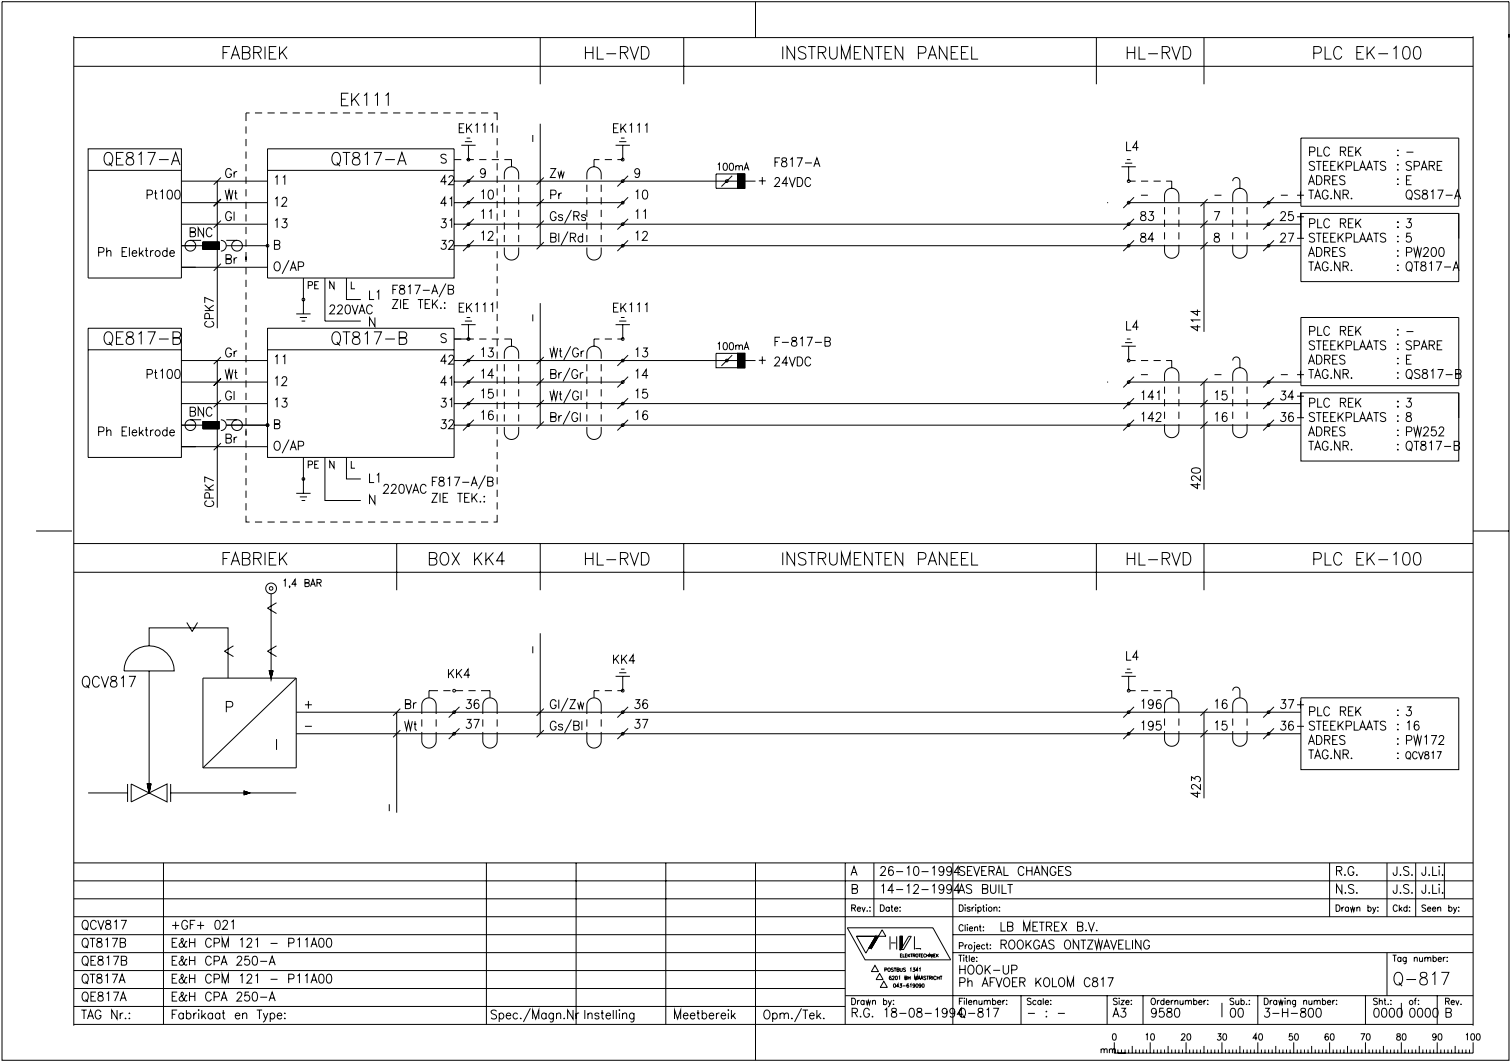 FABRIEK HL-RVD INSTRUMENTEN PANEEL HL-RVD PLC EK-100
EK111
EK111 EK111
QE817-A QT817-A S
Pt100
Ph Elektrode
Gr 11
Wt 12
Gl 13
BNC B
Br O/AP
CPK7
42 9 Zw 9
41 10 Pr 10
31 11 Gs/Rs 11
32 12 Bl/Rd 12
PE N L
L1 F817-A/B
220VAC ZIE TEK.:
N
100mA F817-A
+ 24VDC
L4
- - -
83 7 25
84 8 27
414
PLC REK : -
STEEKPLAATS : SPARE
ADRES : E
TAG.NR. QS817-A
PLC REK : 3
STEEKPLAATS : 5
ADRES : PW200
TAG.NR. : QT817-A
EK111 EK111
QE817-B QT817-B S
Pt100
Ph Elektrode
Gr 11
Wt 12
Gl 13
BNC B
Br O/AP
CPK7
42 13 Wt/Gr 13
41 14 Br/Gr 14
31 15 Wt/Gl 15
32 16 Br/Gl 16
PE N L
L1 F817-A/B
220VAC ZIE TEK.:
N
100mA F-817-B
+ 24VDC
L4
- - -
141 15 34
142 16 36
420
PLC REK : -
STEEKPLAATS : SPARE
ADRES : E
TAG.NR. : QS817-B
PLC REK : 3
STEEKPLAATS : 8
ADRES : PW252
TAG.NR. : QT817-B
FABRIEK BOX KK4 HL-RVD INSTRUMENTEN PANEEL HL-RVD PLC EK-100
1,4 BAR
QCV817
P
I
+
-
KK4 KK4 L4
Br 36 Gl/Zw 36 196 16 37
Wt 37 Gs/Bl 37 195 15 36
423
PLC REK : 3
STEEKPLAATS : 16
ADRES : PW172
TAG.NR. : QCV817
QCV817 +GF+ 021
QT817B E&H CPM 121 - P11A00
QE817B E&H CPA 250-A
QT817A E&H CPM 121 - P11A00
QE817A E&H CPA 250-A
TAG Nr.: Fabrikaat en Type: Spec./Magn.Nr Instelling Meetbereik Opm./Tek.
A 26-10-1994 SEVERAL CHANGES R.G. J.S. J.Li.
B 14-12-1994 AS BUILT N.S. J.S. J.Li.
Rev.: Date: Disription: Drawn by: Ckd: Seen by:
HVL
ELEKTROTECHNIEK
POSTBUS 1341
6201 BH MAASTRICHT
043-619090
Client: LB METREX B.V.
Project: ROOKGAS ONTZWAVELING
Title:
HOOK-UP
Ph AFVOER KOLOM C817
Tag number:
Q-817
Drawn by: Filenumber: Scale: Size: Ordernumber: Sub.: Drawing number: Sht.: of: Rev.
R.G. 18-08-1994 Q-817 - : - A3 9580 00 3-H-800 0000 0000 B
0 10 20 30 40 50 60 70 80 90 100
mm